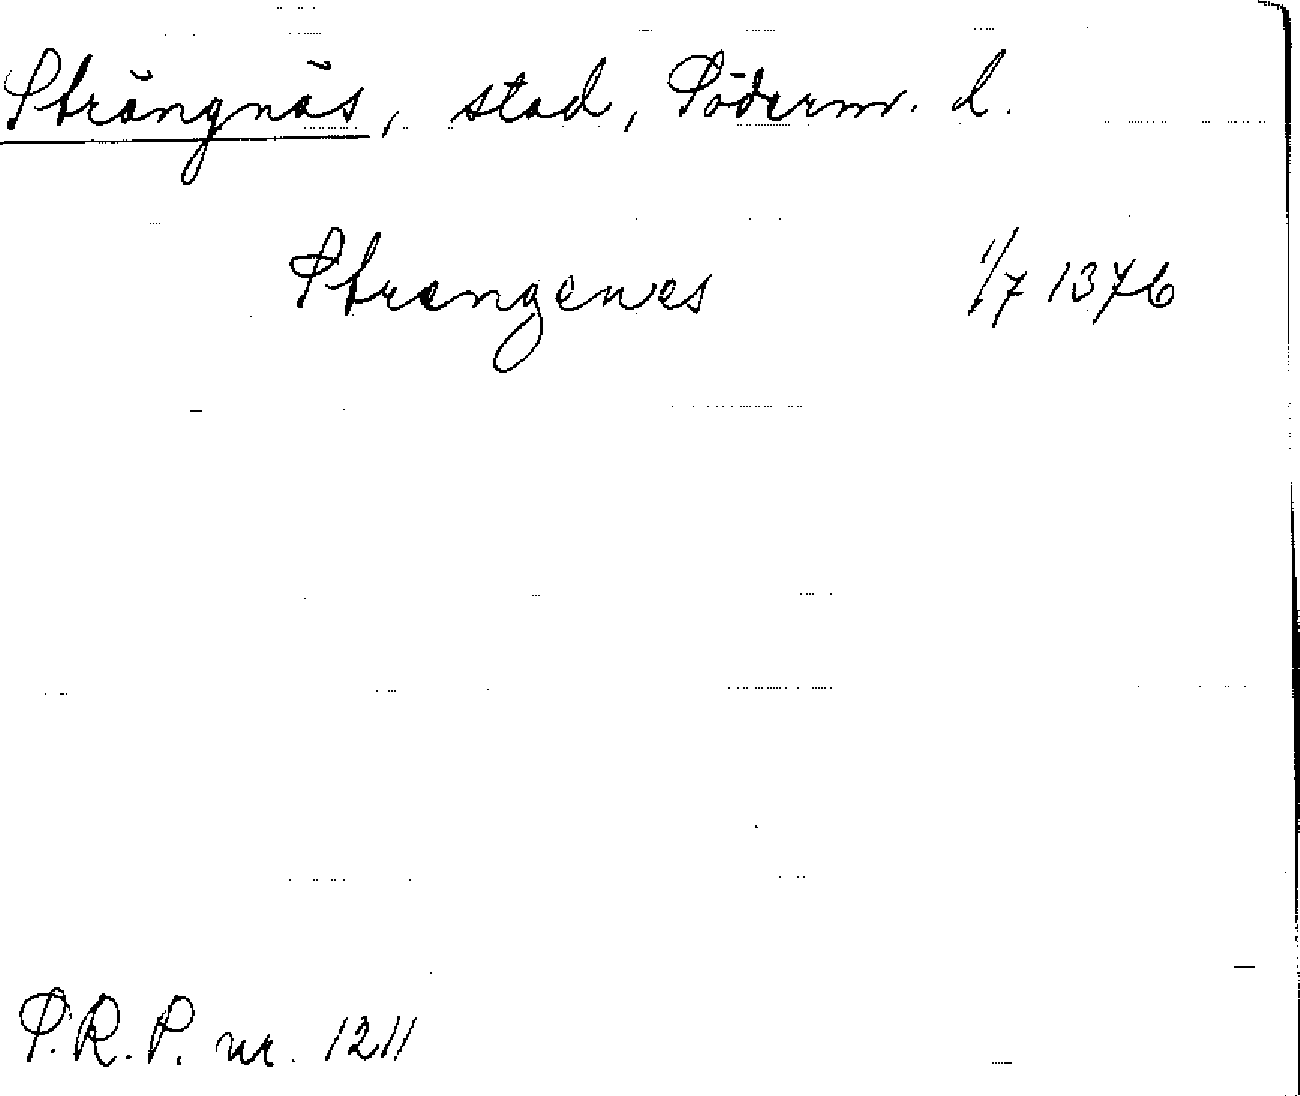 Strängnäs, stad, Söderm. l.
Strengenes 1/7 1376
S.R.P. nr. 1211